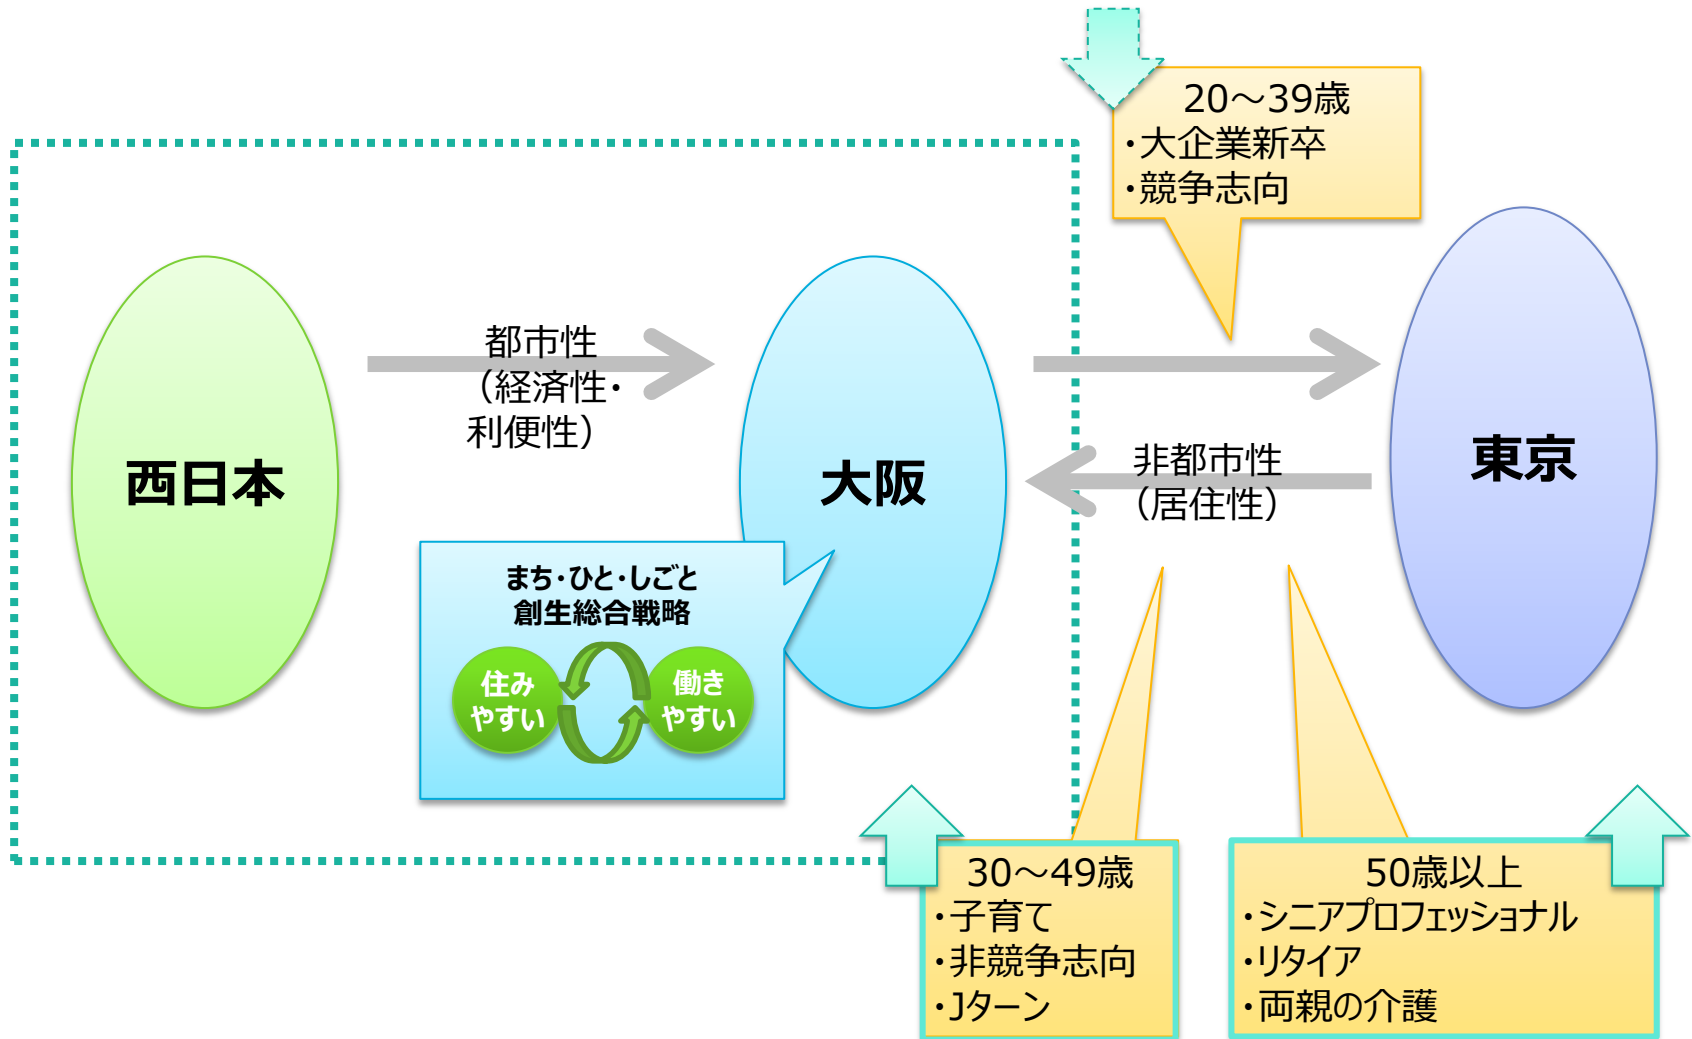 20～39歳
・大企業新卒
・競争志向
都市性
（経済性・
利便性）
西日本
大阪
東京
非都市性
（居住性）
まち・ひと・しごと
創生総合戦略
住み
やすい
働き
やすい
30～49歳
・子育て
・非競争志向
・Jターン
50歳以上
・シニアプロフェッショナル
・リタイア
・両親の介護